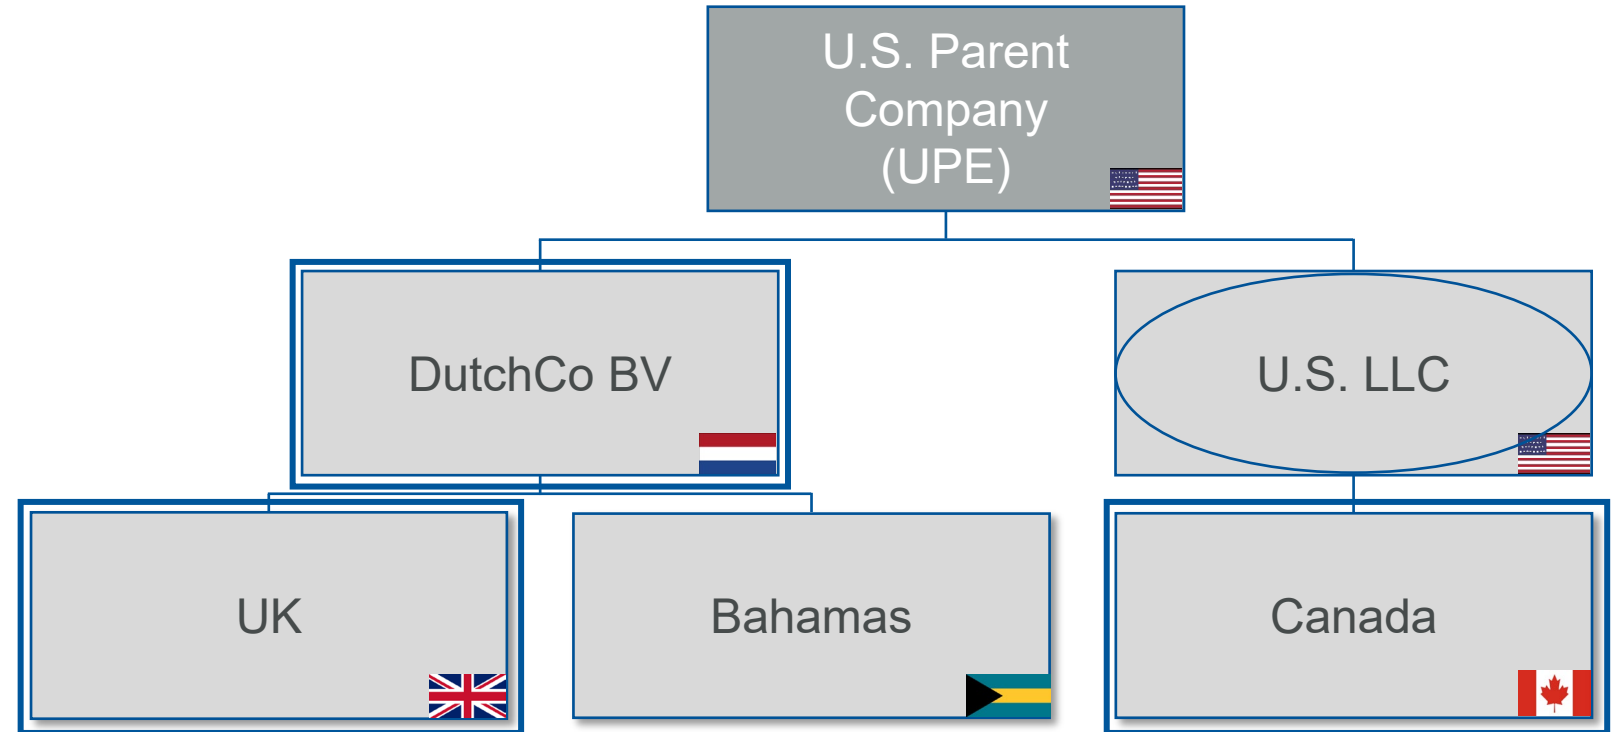 U.S. Parent
Company
(UPE)
DutchCo BV
U.S. LLC
UK
Bahamas
Canada